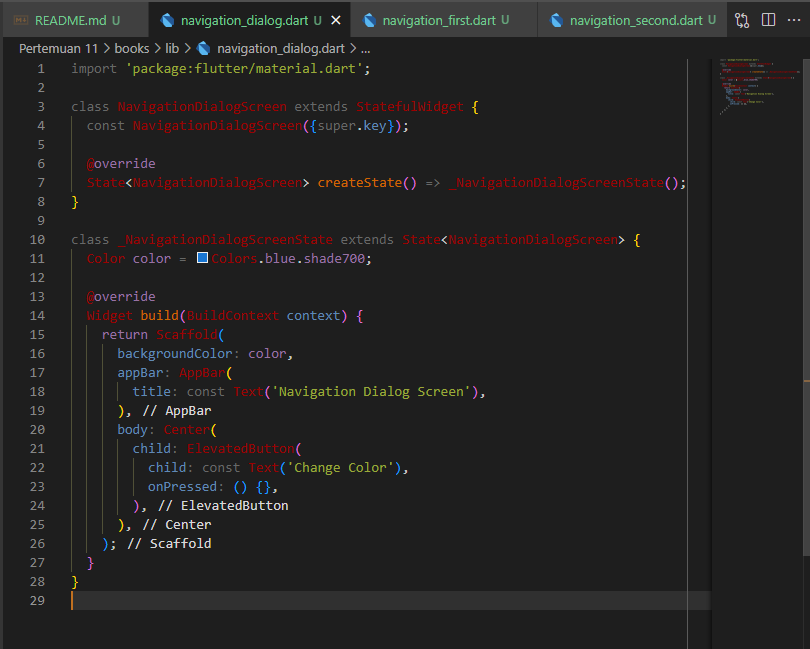 README.md U navigation_dialog.dart U navigation_first.dart U navigation_second.dart U
Pertemuan 11 > books > lib > navigation_dialog.dart > ...
1 import 'package:flutter/material.dart';
2
3 class NavigationDialogScreen extends StatefulWidget {
4 const NavigationDialogScreen({super.key});
5
6 @override
7 State<NavigationDialogScreen> createState() => _NavigationDialogScreenState();
8 }
9
10 class _NavigationDialogScreenState extends State<NavigationDialogScreen> {
11 Color color = Colors.blue.shade700;
12
13 @override
14 Widget build(BuildContext context) {
15 return Scaffold(
16 backgroundColor: color,
17 appBar: AppBar(
18 title: const Text('Navigation Dialog Screen'),
19 ), // AppBar
20 body: Center(
21 child: ElevatedButton(
22 child: const Text('Change Color'),
23 onPressed: () {},
24 ), // ElevatedButton
25 ), // Center
26 ); // Scaffold
27 }
28 }
29